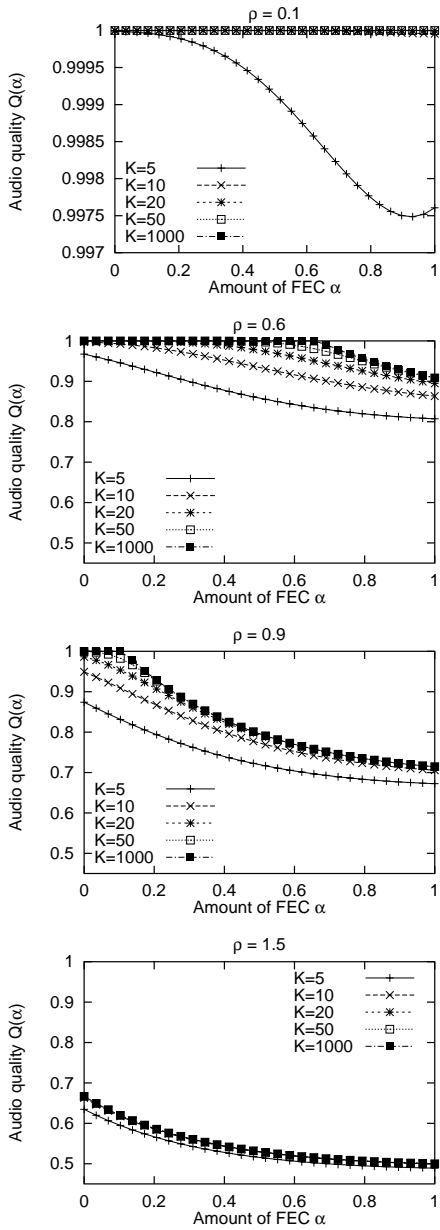 ρ = 0.1
1
0.9995
0.999
0.9985
0.998
0.9975
0.997
Audio quality Q(α)
K=5
K=10
K=20
K=50
K=1000
0 0.2 0.4 0.6 0.8 1
Amount of FEC α
ρ = 0.6
1
0.9
0.8
0.7
0.6
0.5
Audio quality Q(α)
K=5
K=10
K=20
K=50
K=1000
0 0.2 0.4 0.6 0.8 1
Amount of FEC α
ρ = 0.9
1
0.9
0.8
0.7
0.6
0.5
Audio quality Q(α)
K=5
K=10
K=20
K=50
K=1000
0 0.2 0.4 0.6 0.8 1
Amount of FEC α
ρ = 1.5
1
0.9
0.8
0.7
0.6
0.5
Audio quality Q(α)
K=5
K=10
K=20
K=50
K=1000
0 0.2 0.4 0.6 0.8 1
Amount of FEC α